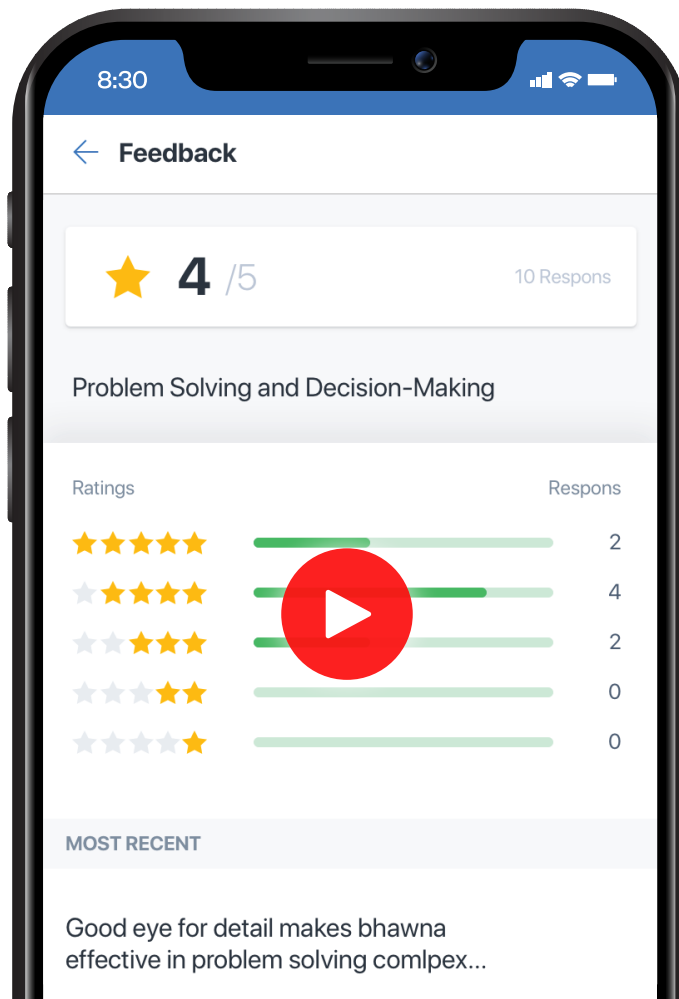 8:30
Feedback
4 /5
10 Respons
Problem Solving and Decision-Making
Ratings Respons
2
4
2
0
0
MOST RECENT
Good eye for detail makes bhawna
effective in problem solving comlpex...